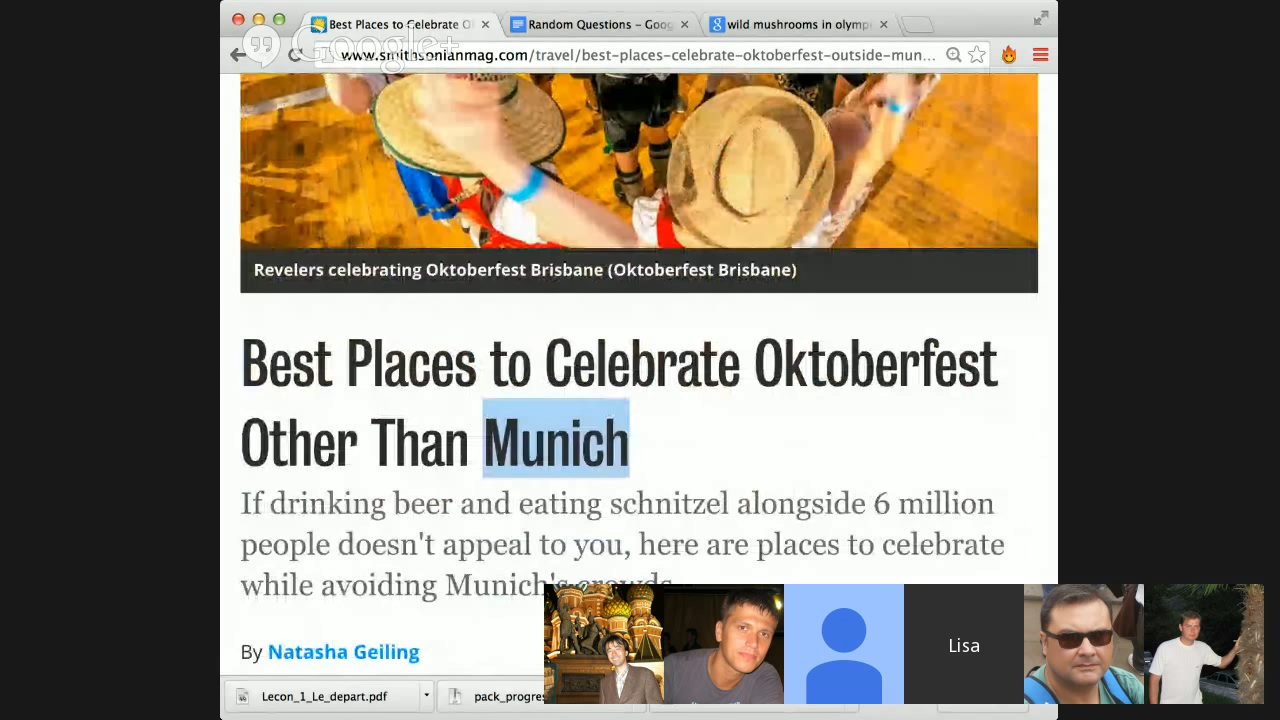 Best Places to Celebrate O
Random Questions – Goo
wild mushrooms in olymp
Google+
www.smithsonianmag.com/travel/best-places-celebrate-oktoberfest-outside-mun...
Revelers celebrating Oktoberfest Brisbane (Oktoberfest Brisbane)
Best Places to Celebrate Oktoberfest
Other Than Munich
If drinking beer and eating schnitzel alongside 6 million
people doesn't appeal to you, here are places to celebrate
while avoiding Munich's crowds.
By Natasha Geiling
Lisa
Lecon_1_Le_depart.pdf
pack_progres